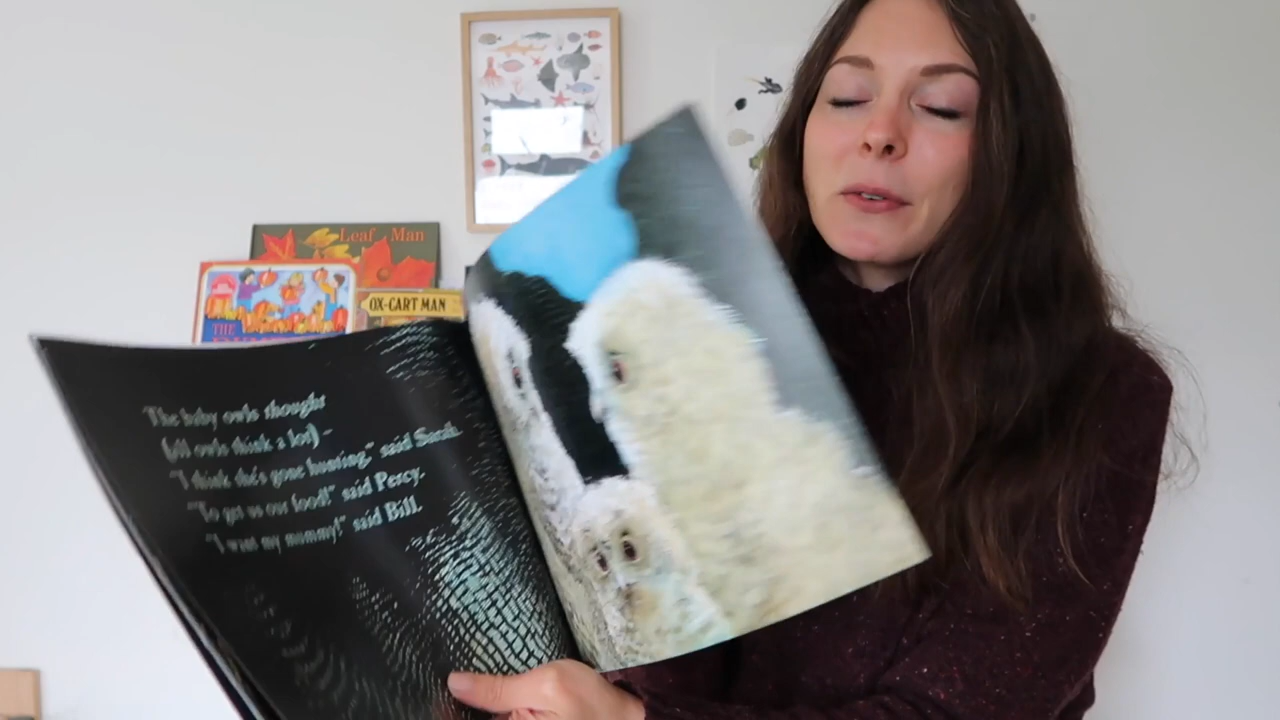 Leaf Man
OX-CART MAN
THE
The baby owls thought
(all owls think a lot) –
"I think she's gone hunting," said Sarah.
"To get us our food!" said Percy.
"I want my mommy!" said Bill.